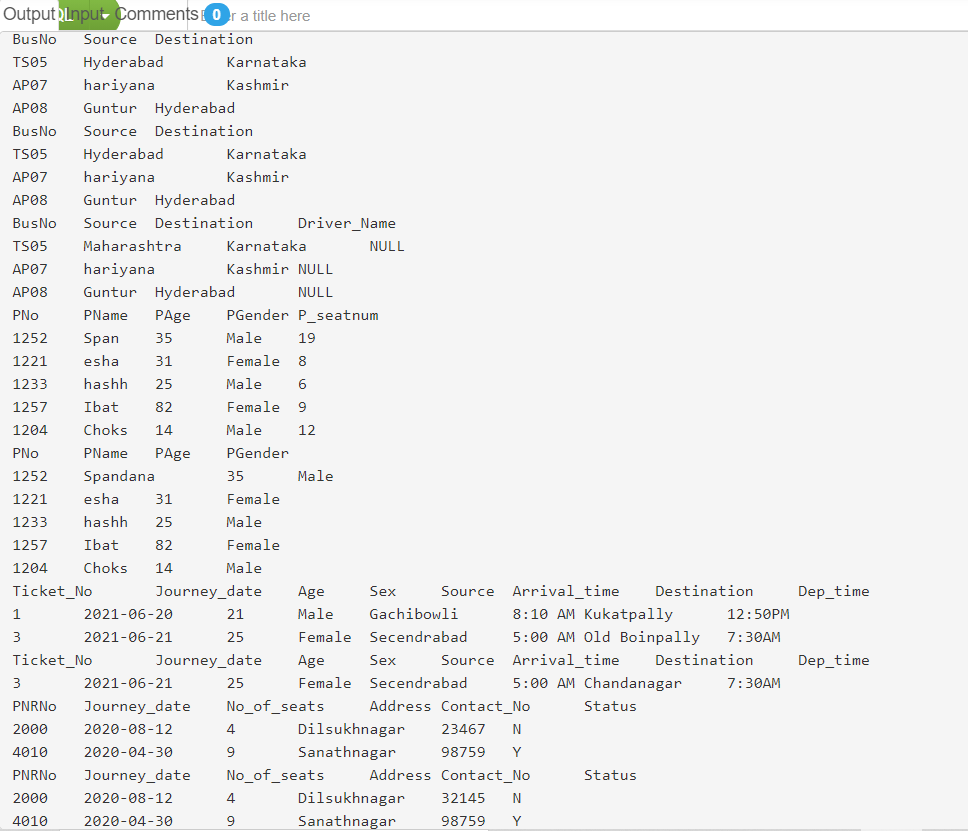 Output Input Comments 0 er a title here
BusNo Source Destination
TS05 Hyderabad Karnataka
AP07 hariyana Kashmir
AP08 Guntur Hyderabad
BusNo Source Destination
TS05 Hyderabad Karnataka
AP07 hariyana Kashmir
AP08 Guntur Hyderabad
BusNo Source Destination Driver_Name
TS05 Maharashtra Karnataka NULL
AP07 hariyana Kashmir NULL
AP08 Guntur Hyderabad NULL
PNo PName PAge PGender P_seatnum
1252 Span 35 Male 19
1221 esha 31 Female 8
1233 hashh 25 Male 6
1257 Ibat 82 Female 9
1204 Choks 14 Male 12
PNo PName PAge PGender
1252 Spandana 35 Male
1221 esha 31 Female
1233 hashh 25 Male
1257 Ibat 82 Female
1204 Choks 14 Male
Ticket_No Journey_date Age Sex Source Arrival_time Destination Dep_time
1 2021-06-20 21 Male Gachibowli 8:10 AM Kukatpally 12:50PM
3 2021-06-21 25 Female Secendrabad 5:00 AM Old Boinpally 7:30AM
Ticket_No Journey_date Age Sex Source Arrival_time Destination Dep_time
3 2021-06-21 25 Female Secendrabad 5:00 AM Chandanagar 7:30AM
PNRNo Journey_date No_of_seats Address Contact_No Status
2000 2020-08-12 4 Dilsukhnagar 23467 N
4010 2020-04-30 9 Sanathnagar 98759 Y
PNRNo Journey_date No_of_seats Address Contact_No Status
2000 2020-08-12 4 Dilsukhnagar 32145 N
4010 2020-04-30 9 Sanathnagar 98759 Y